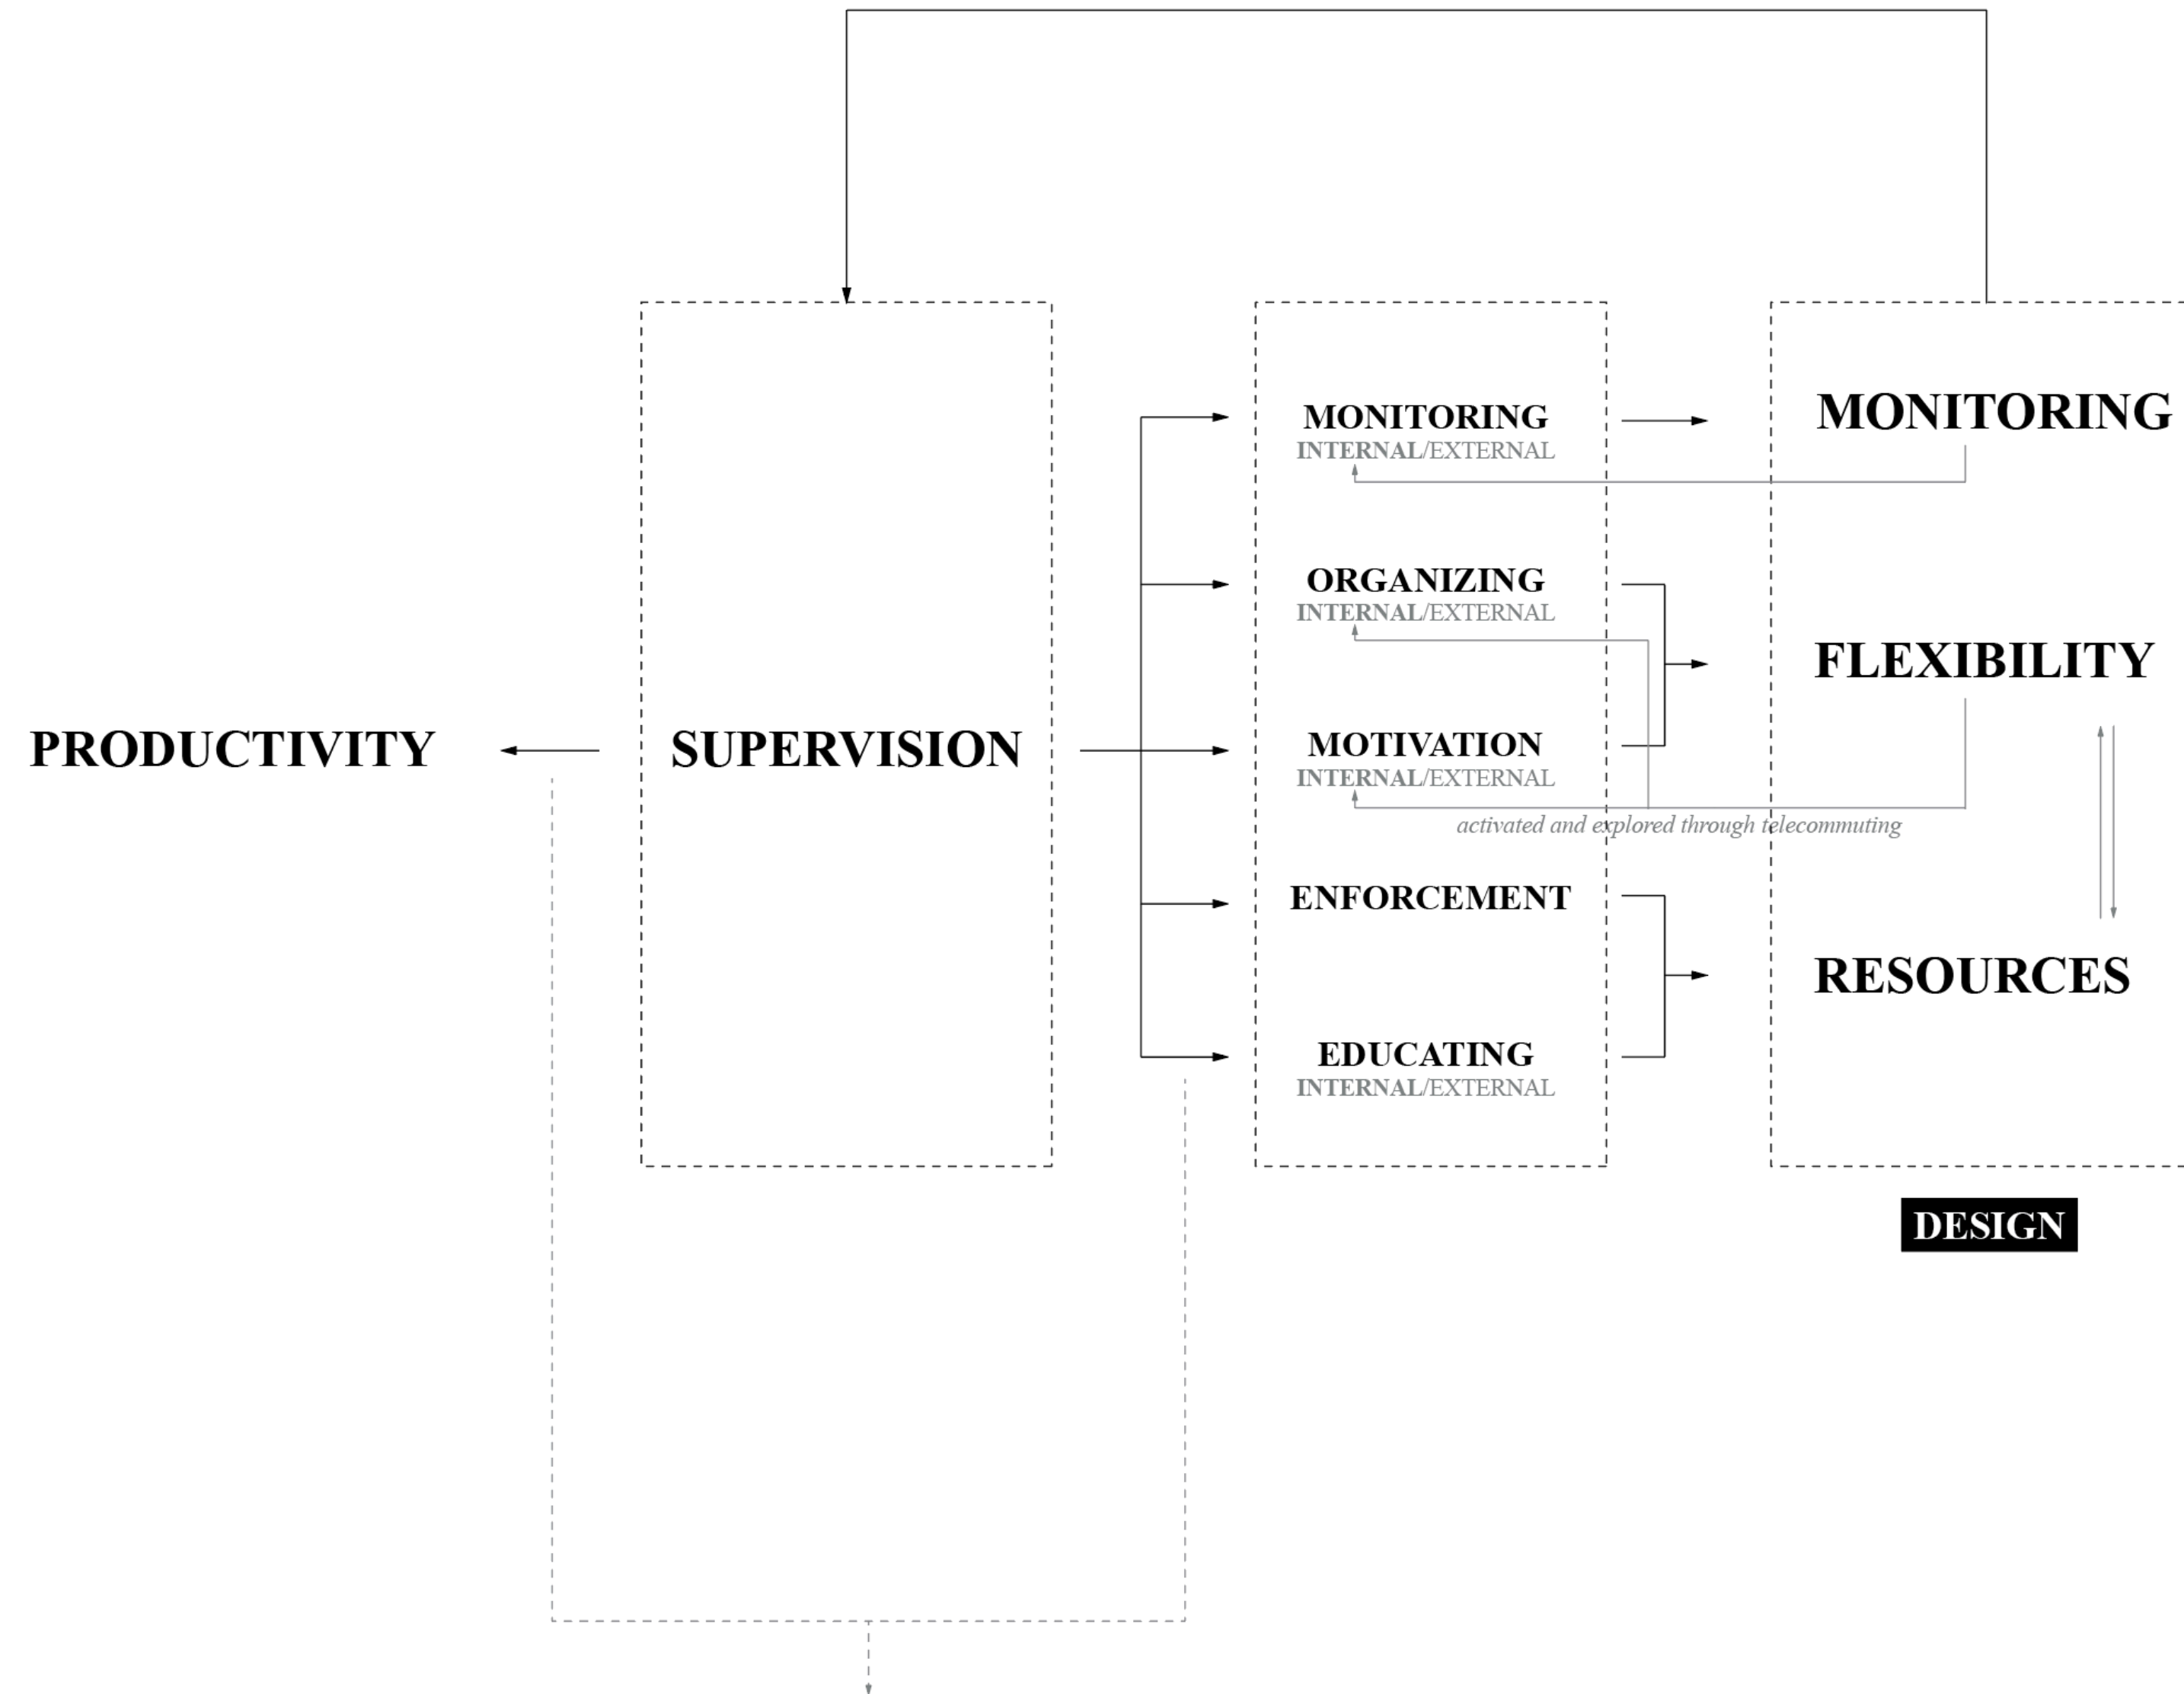 PRODUCTIVITY
SUPERVISION
MONITORING
INTERNAL/EXTERNAL
ORGANIZING
INTERNAL/EXTERNAL
MOTIVATION
INTERNAL/EXTERNAL
activated and explored through telecommuting
ENFORCEMENT
EDUCATING
INTERNAL/EXTERNAL
MONITORING
FLEXIBILITY
RESOURCES
DESIGN